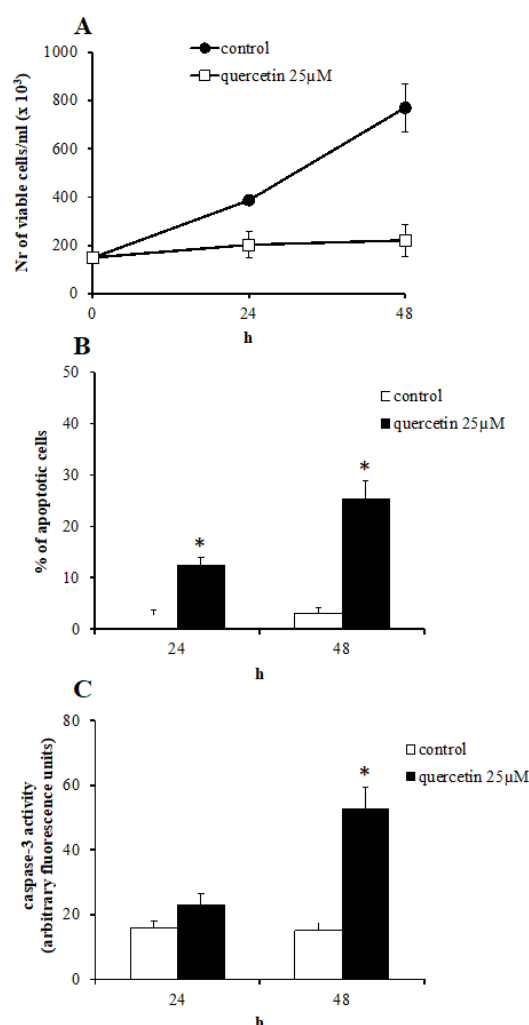 A
control
quercetin 25µM
Nr of viable cells/ml (x 10³)
1000
800
600
400
200
0
0 24 48
h
B
control
quercetin 25µM
% of apoptotic cells
50
40
30
20
10
0
*
*
24 48
h
C
control
quercetin 25µM
caspase-3 activity
(arbitrary fluorescence units)
80
60
40
20
0
*
24 48
h